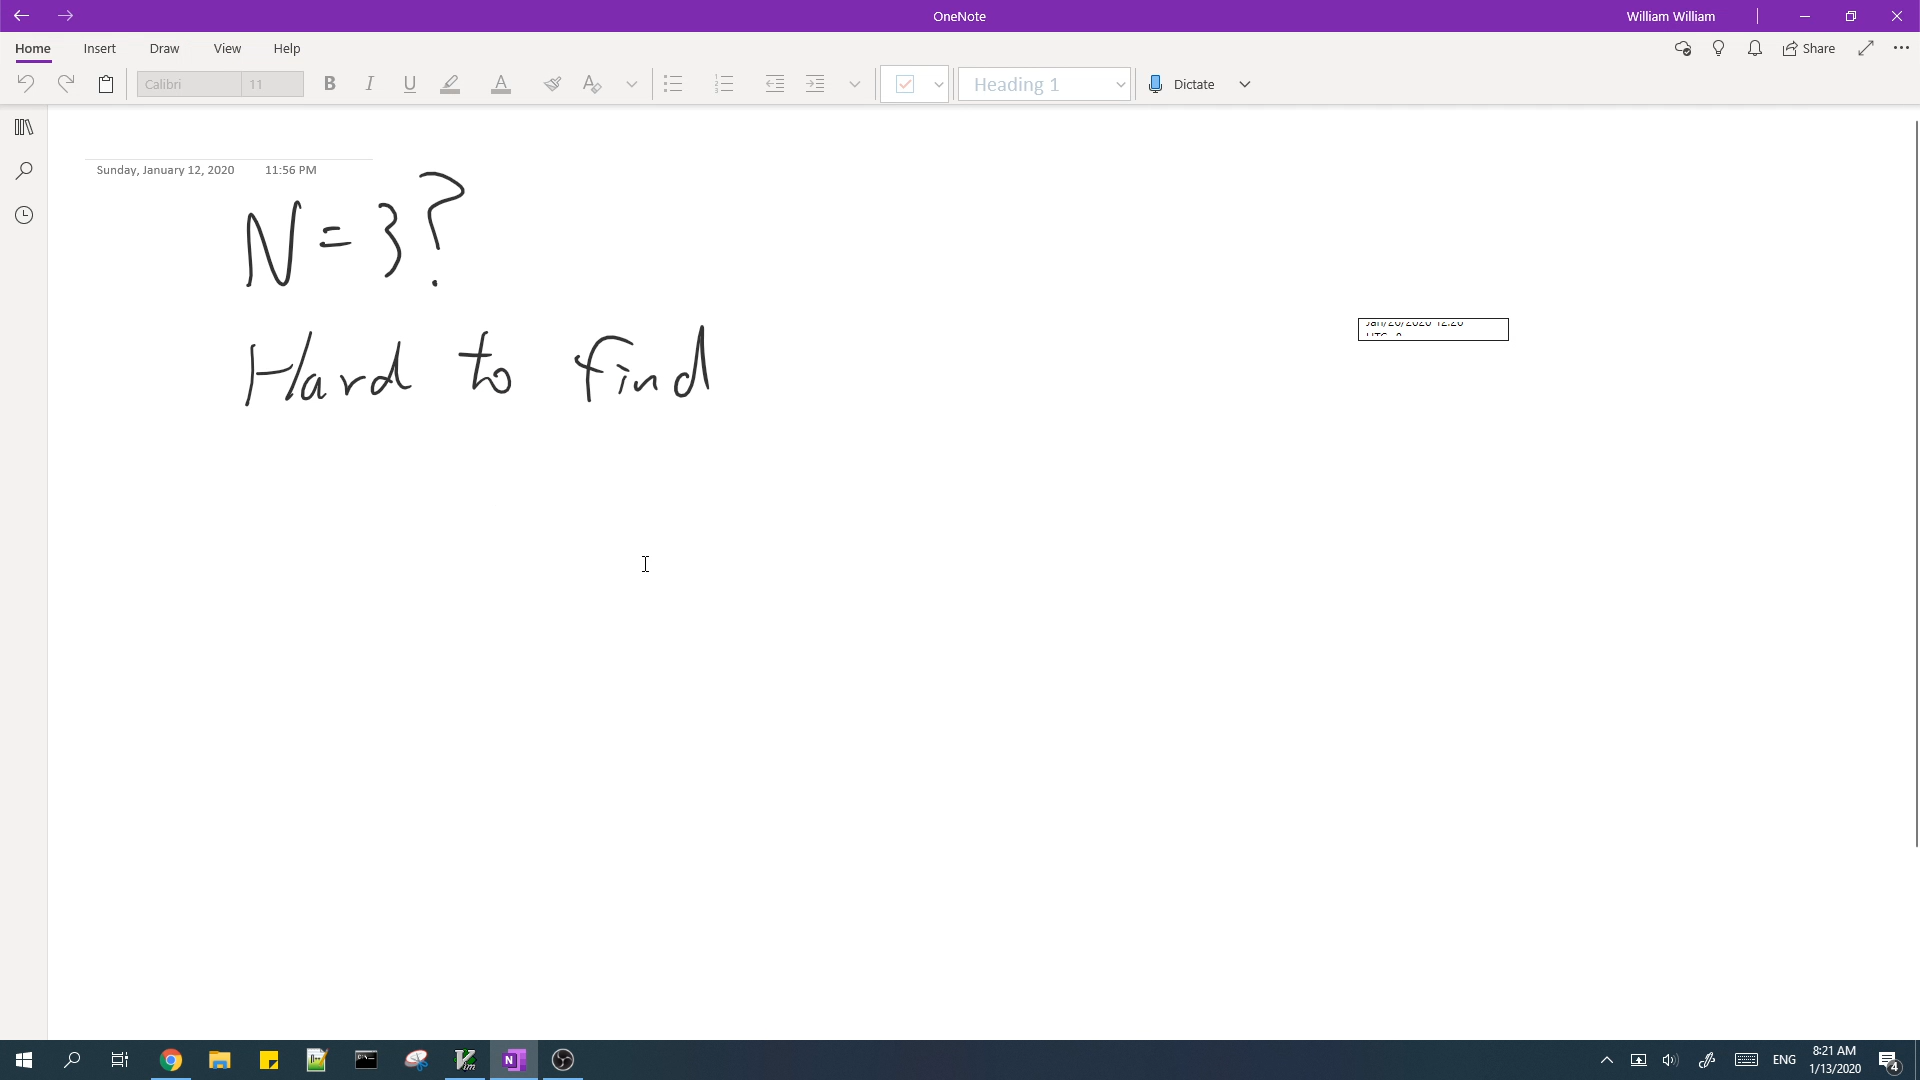 OneNote
William William
Home Insert Draw View Help
Share
Calibri 11 B I U A Heading 1 Dictate
Sunday, January 12, 2020 11:56 PM
N = 3?
Hard to find
ENG
8:21 AM
1/13/2020
4